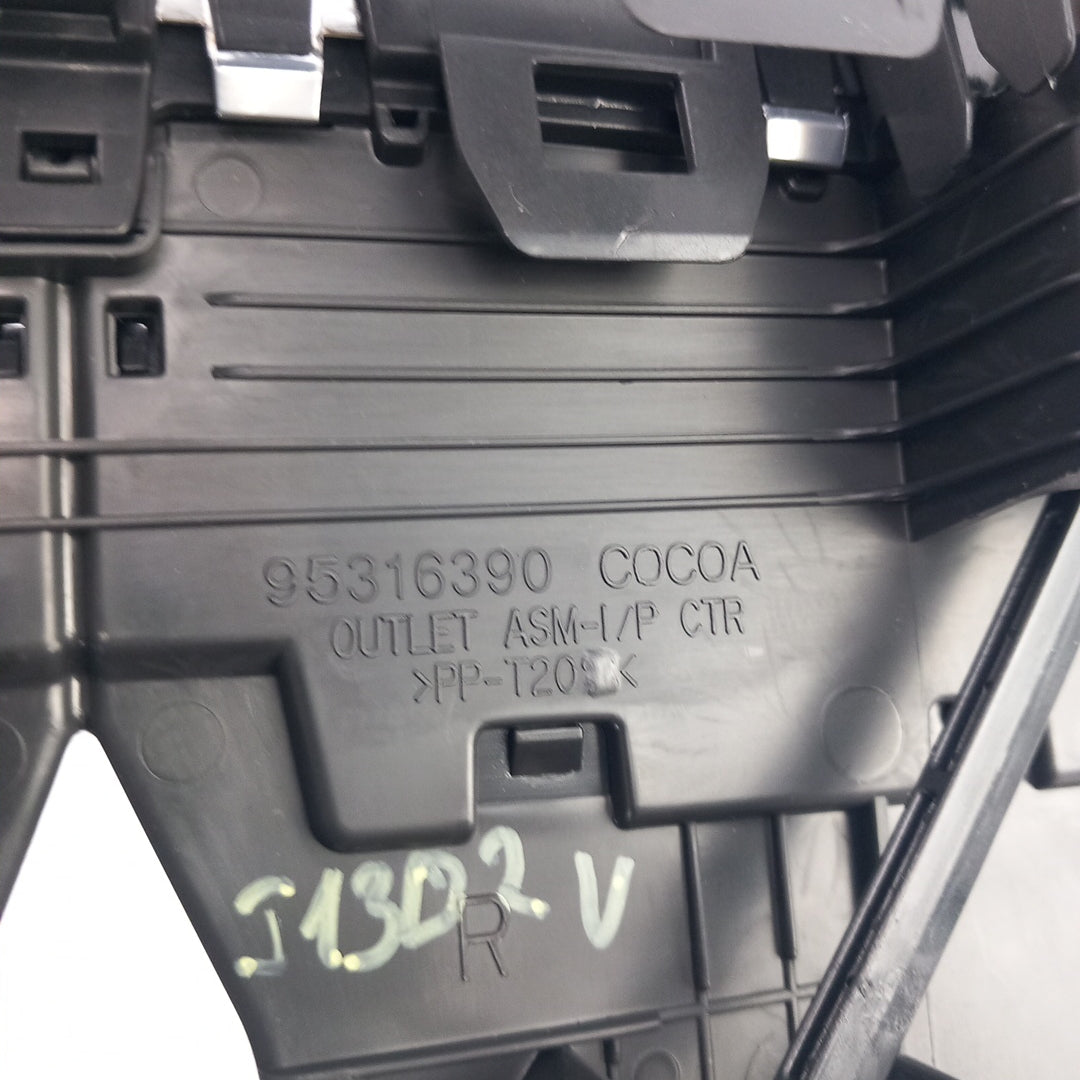 95316390 COCOA
OUTLET ASM-I/P CTR
J13D2 V
R